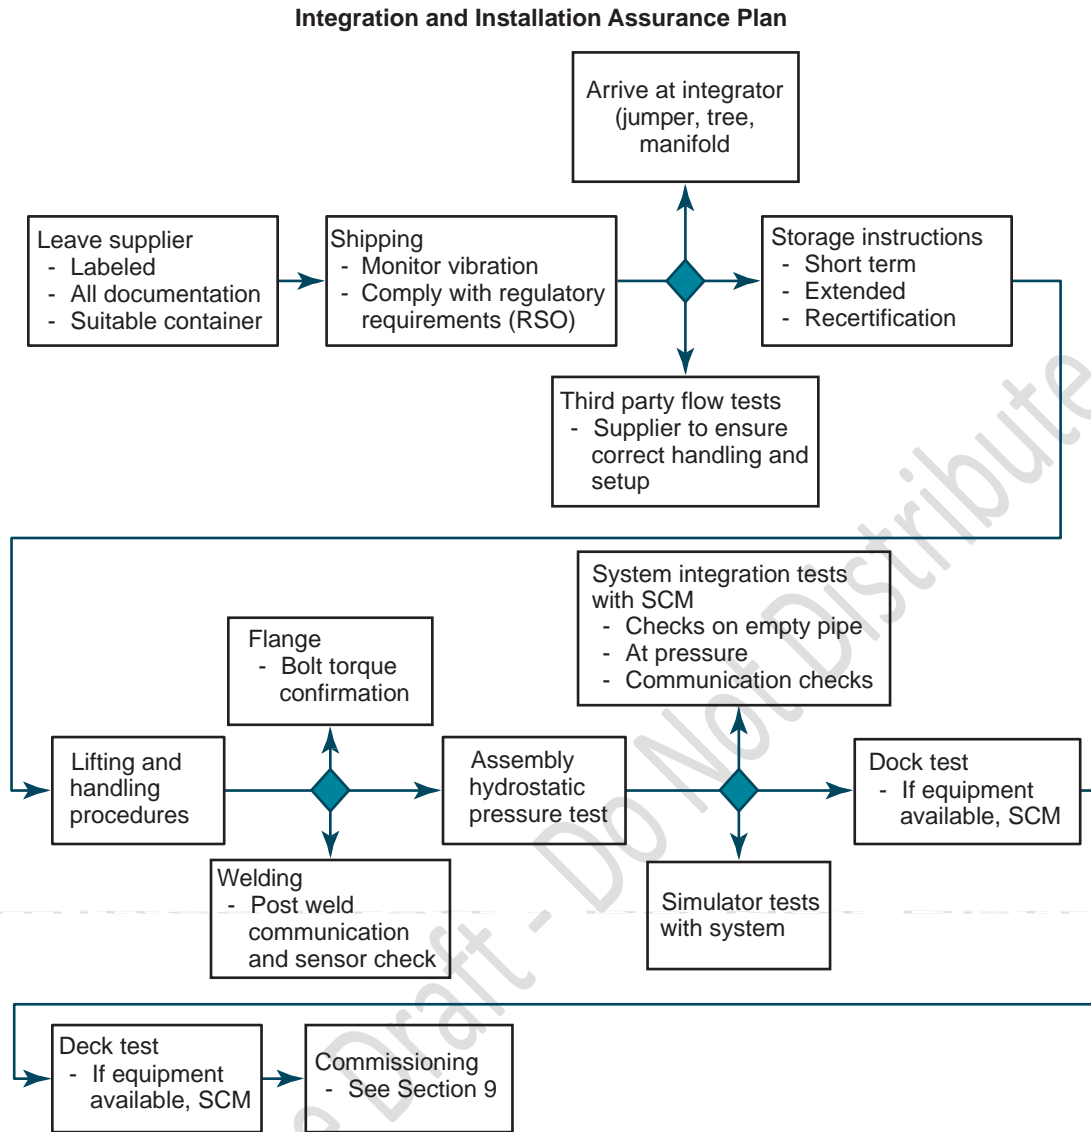 Integration and Installation Assurance Plan
Arrive at integrator
(jumper, tree,
manifold
Leave supplier
- Labeled
- All documentation
- Suitable container
Shipping
- Monitor vibration
- Comply with regulatory
requirements (RSO)
Storage instructions
- Short term
- Extended
- Recertification
Third party flow tests
- Supplier to ensure
correct handling and
setup
System integration tests
with SCM
- Checks on empty pipe
- At pressure
- Communication checks
Flange
- Bolt torque
confirmation
Lifting and
handling
procedures
Assembly
hydrostatic
pressure test
Dock test
- If equipment
available, SCM
Welding
- Post weld
communication
and sensor check
Simulator tests
with system
Deck test
- If equipment
available, SCM
Commissioning
- See Section 9
e Draft - Do Not Distribute